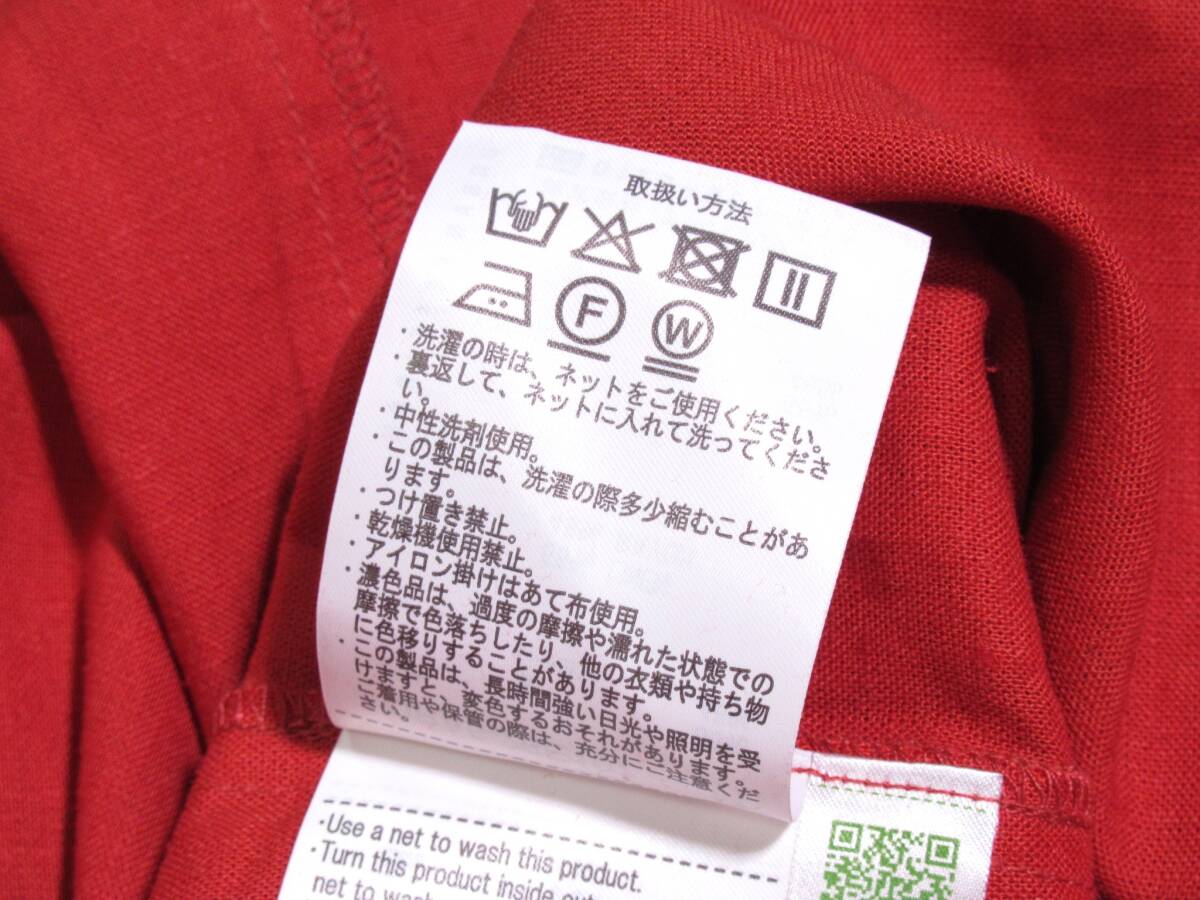 取扱い方法
F W
・洗濯の時は、ネットをご使用ください。
・裏返して、ネットに入れて洗ってくださ
い。
・中性洗剤使用。
・この製品は、洗濯の際多少縮むことがあ
ります。
・つけ置き禁止。
・乾燥機使用禁止。
・アイロン掛けはあて布使用。
・濃色品は、過度の摩擦や濡れた状態での
摩擦で色落ちしたり、他の衣類や持ち物
に色移りすることがあります。
・この製品は、長時間強い日光や照明を受
けますと、変色するおそれがあります。
ご着用や保管の際は、充分にご注意くだ
さい。
・Use a net to wash this product.
・Turn this product inside out
net to wash